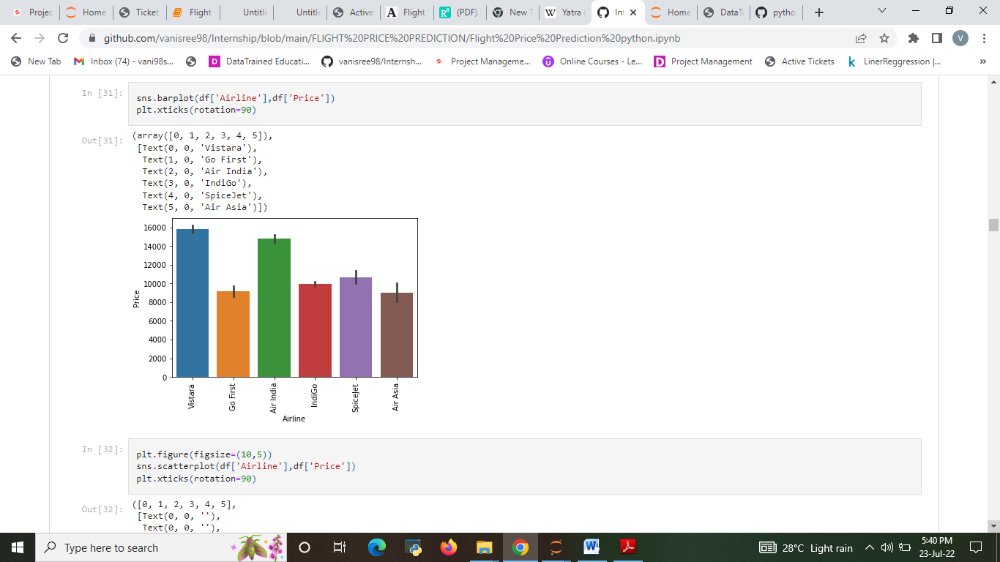 Projec
Home
Ticket
Flight
Untitle
Untitle
Active
Flight
(PDF)
New T
Yatra (
Int
Home
DataTr
pytho
github.com/vanisree98/Internship/blob/main/FLIGHT%20PRICE%20PREDICTION/Flight%20Price%20Prediction%20python.ipynb
V
New Tab
Inbox (74) - vani98s...
DataTrained Educati...
vanisree98/Internsh...
Project Manageme...
Online Courses - Le...
Project Management
Active Tickets
LinerReggression |...
»
In [31]:
sns.barplot(df['Airline'],df['Price'])
plt.xticks(rotation=90)
Out[31]:
(array([0, 1, 2, 3, 4, 5]),
[Text(0, 0, 'Vistara'),
Text(1, 0, 'Go First'),
Text(2, 0, 'Air India'),
Text(3, 0, 'IndiGo'),
Text(4, 0, 'SpiceJet'),
Text(5, 0, 'Air Asia')])
16000
14000
12000
10000
8000
6000
4000
2000
0
Price
Vistara
Go First
Air India
IndiGo
SpiceJet
Air Asia
Airline
In [32]:
plt.figure(figsize=(10,5))
sns.scatterplot(df['Airline'],df['Price'])
plt.xticks(rotation=90)
Out[32]:
([0, 1, 2, 3, 4, 5],
[Text(0, 0, ''),
Text(0, 0, ''),
Type here to search
28°C Light rain
5:40 PM
23-Jul-22